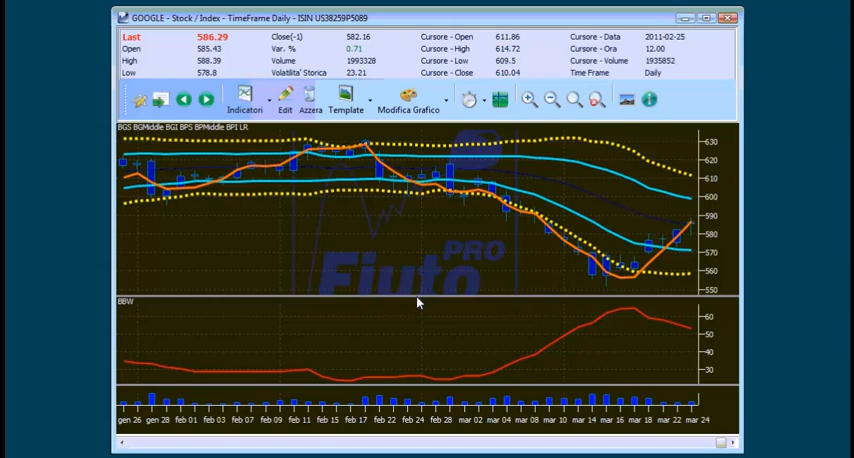 GOOGLE - Stock / Index - TimeFrame Daily - ISIN US38259P5089
Last 586.29 Close(-1) 582.16 Cursore - Open 611.86 Cursore - Data 2011-02-25
Open 585.43 Var. % 0.71 Cursore - High 614.72 Cursore - Ora 12.00
High 588.39 Volume 1993328 Cursore - Low 609.5 Cursore - Volume 1935852
Low 578.8 Volatilita' Storica 23.21 Cursore - Close 610.04 Time Frame Daily
Indicatori Edit Azzera Template Modifica Grafico
BGS BGMiddle BGI BPS BPMiddle BPI LR
630
620
610
600
590
580
570
560
550
PRO
Fiuto
BBW
60
50
40
30
gen 26 gen 28 feb 01 feb 03 feb 07 feb 09 feb 11 feb 15 feb 17 feb 22 feb 24 feb 28 mar 02 mar 04 mar 08 mar 10 mar 14 mar 16 mar 18 mar 22 mar 24